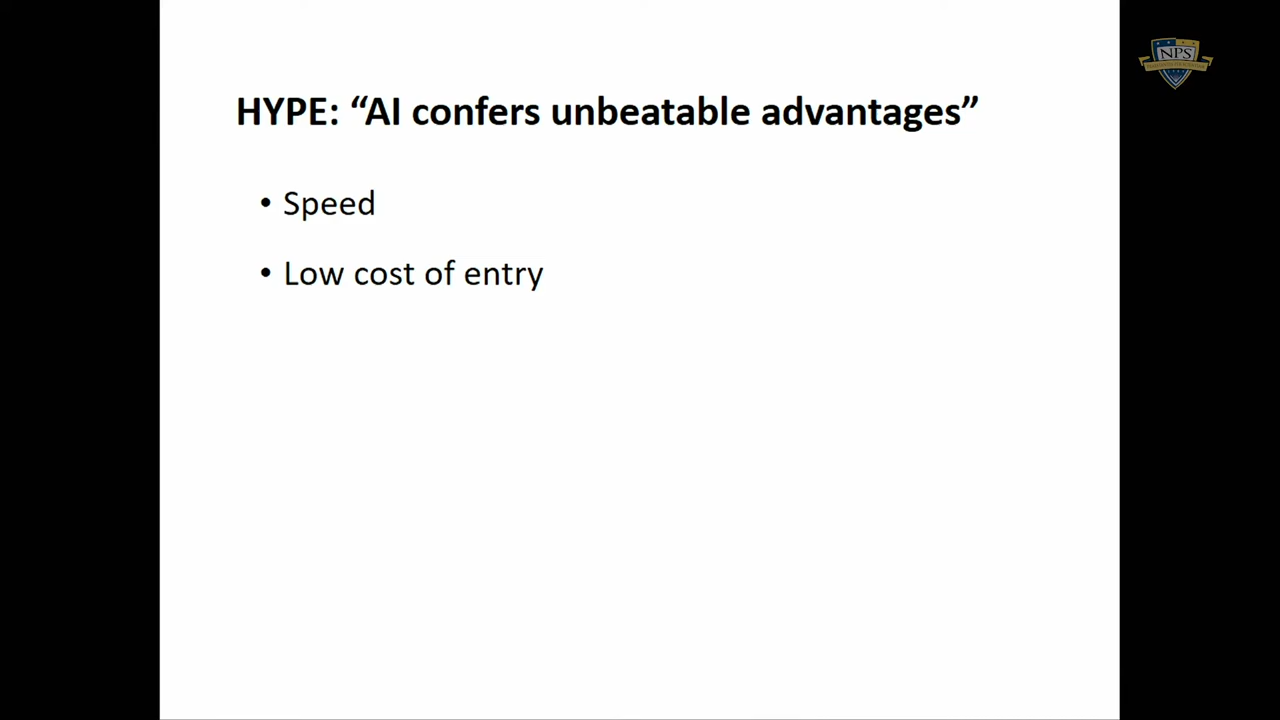 NPS
HYPE: “AI confers unbeatable advantages”
• Speed
• Low cost of entry